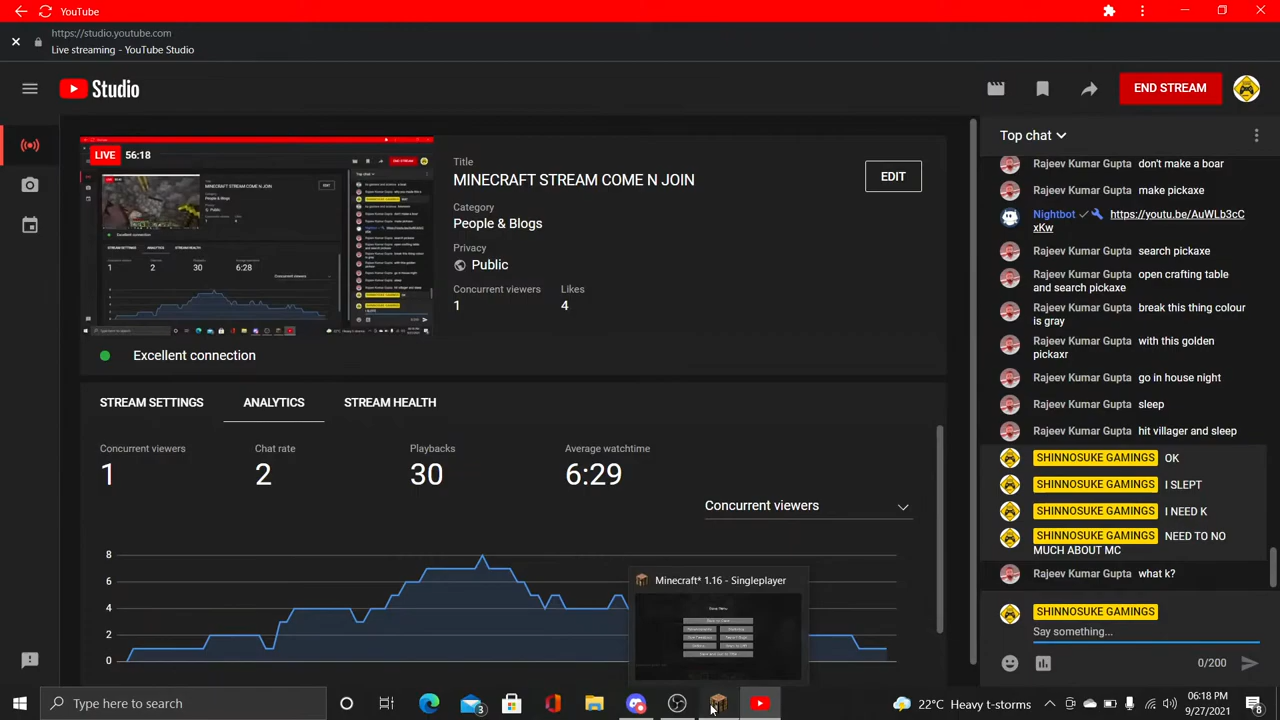 YouTube
https://studio.youtube.com
Live streaming - YouTube Studio
Studio
END STREAM
LIVE 56:18
Title
MINECRAFT STREAM COME N JOIN
EDIT
Category
People & Blogs
Privacy
Public
Concurrent viewers
Likes
1
4
Excellent connection
STREAM SETTINGS
ANALYTICS
STREAM HEALTH
Concurrent viewers
Chat rate
Playbacks
Average watchtime
1
2
30
6:29
Concurrent viewers
8
6
4
2
0
Minecraft* 1.16 - Singleplayer
Top chat
Rajeev Kumar Gupta don't make a boar
Rajeev Kumar Gupta make pickaxe
Nightbot https://youtu.be/AuWLb3cC
xKw
Rajeev Kumar Gupta search pickaxe
Rajeev Kumar Gupta open crafting table
and search pickaxe
Rajeev Kumar Gupta break this thing colour
is gray
Rajeev Kumar Gupta with this golden
pickaxr
Rajeev Kumar Gupta go in house night
Rajeev Kumar Gupta sleep
Rajeev Kumar Gupta hit villager and sleep
SHINNOSUKE GAMINGS OK
SHINNOSUKE GAMINGS I SLEPT
SHINNOSUKE GAMINGS I NEED K
SHINNOSUKE GAMINGS NEED TO NO
MUCH ABOUT MC
Rajeev Kumar Gupta what k?
SHINNOSUKE GAMINGS
Say something...
0/200
Type here to search
3
22°C Heavy t-storms
06:18 PM
9/27/2021
8